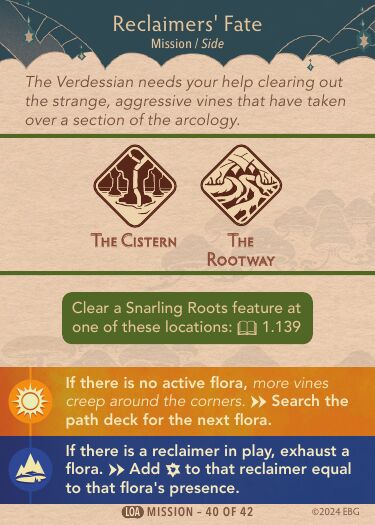 Reclaimers' Fate
Mission / Side
The Verdessian needs your help clearing out
the strange, aggressive vines that have taken
over a section of the arcology.
The Cistern
The
Rootway
Clear a Snarling Roots feature at
one of these locations: 1.139
If there is no active flora, more vines
creep around the corners. Search the
path deck for the next flora.
If there is a reclaimer in play, exhaust a
flora. Add to that reclaimer equal
to that flora's presence.
LOA MISSION – 40 OF 42
©2024 EBG